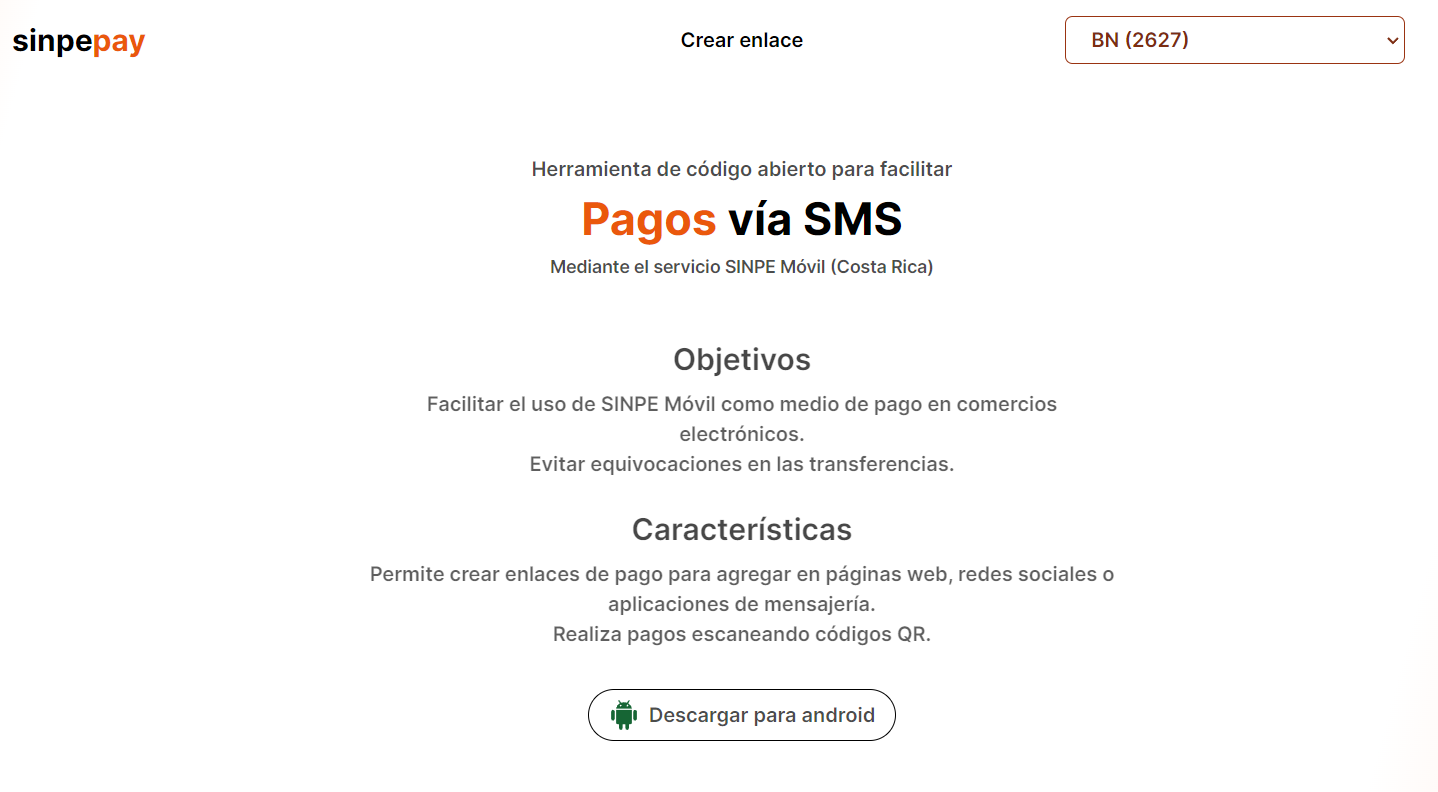 sinpepay
Crear enlace
BN (2627)
Herramienta de código abierto para facilitar
Pagos vía SMS
Mediante el servicio SINPE Móvil (Costa Rica)
Objetivos
Facilitar el uso de SINPE Móvil como medio de pago en comercios
electrónicos.
Evitar equivocaciones en las transferencias.
Características
Permite crear enlaces de pago para agregar en páginas web, redes sociales o
aplicaciones de mensajería.
Realiza pagos escaneando códigos QR.
Descargar para android